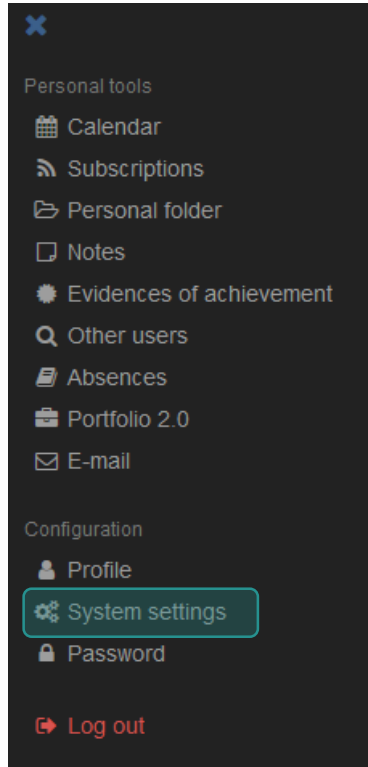 Personal tools
Calendar
Subscriptions
Personal folder
Notes
Evidences of achievement
Other users
Absences
Portfolio 2.0
E-mail
Configuration
Profile
System settings
Password
Log out